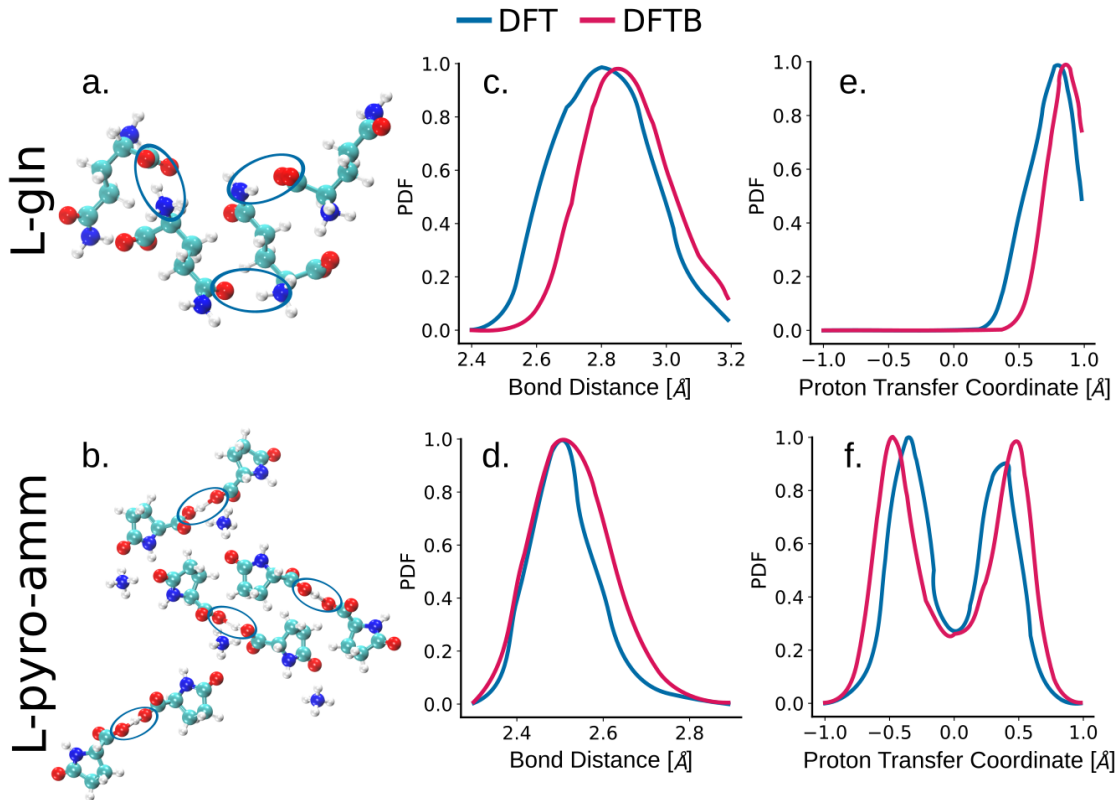 DFT DFTB
L-gln
a.
c.
PDF
1.0
0.8
0.6
0.4
0.2
0.0
2.4 2.6 2.8 3.0 3.2
Bond Distance [Å]
e.
PDF
1.0
0.8
0.6
0.4
0.2
0.0
−1.0 −0.5 0.0 0.5 1.0
Proton Transfer Coordinate [Å]
L-pyro-amm
b.
d.
PDF
1.0
0.8
0.6
0.4
0.2
0.0
2.4 2.6 2.8
Bond Distance [Å]
f.
PDF
1.0
0.8
0.6
0.4
0.2
0.0
−1.0 −0.5 0.0 0.5 1.0
Proton Transfer Coordinate [Å]